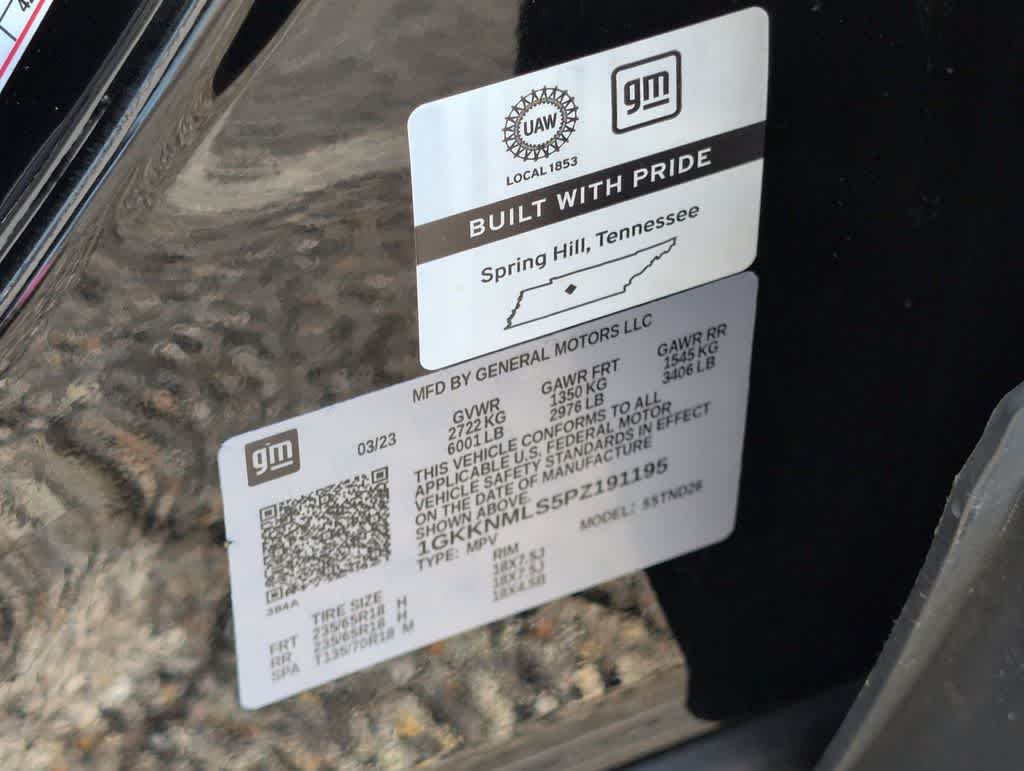 UAW
gm
LOCAL 1853
BUILT WITH PRIDE
Spring Hill, Tennessee
MFD BY GENERAL MOTORS LLC
gm
03/23
GVWR
2722 KG
6001 LB
GAWR FRT
1350 KG
2976 LB
GAWR RR
1545 KG
3406 LB
THIS VEHICLE CONFORMS TO ALL
APPLICABLE U.S. FEDERAL MOTOR
VEHICLE SAFETY STANDARDS IN EFFECT
ON THE DATE OF MANUFACTURE
SHOWN ABOVE.
1GKKNMLS5PZ191195
TYPE: MPV
MODEL:
TIRE SIZE
RIM
FRT 235/65R18 H 18X7.5J
RR 235/65R18 H 18X7.5J
SPA T135/70R18 M 18X4.5B